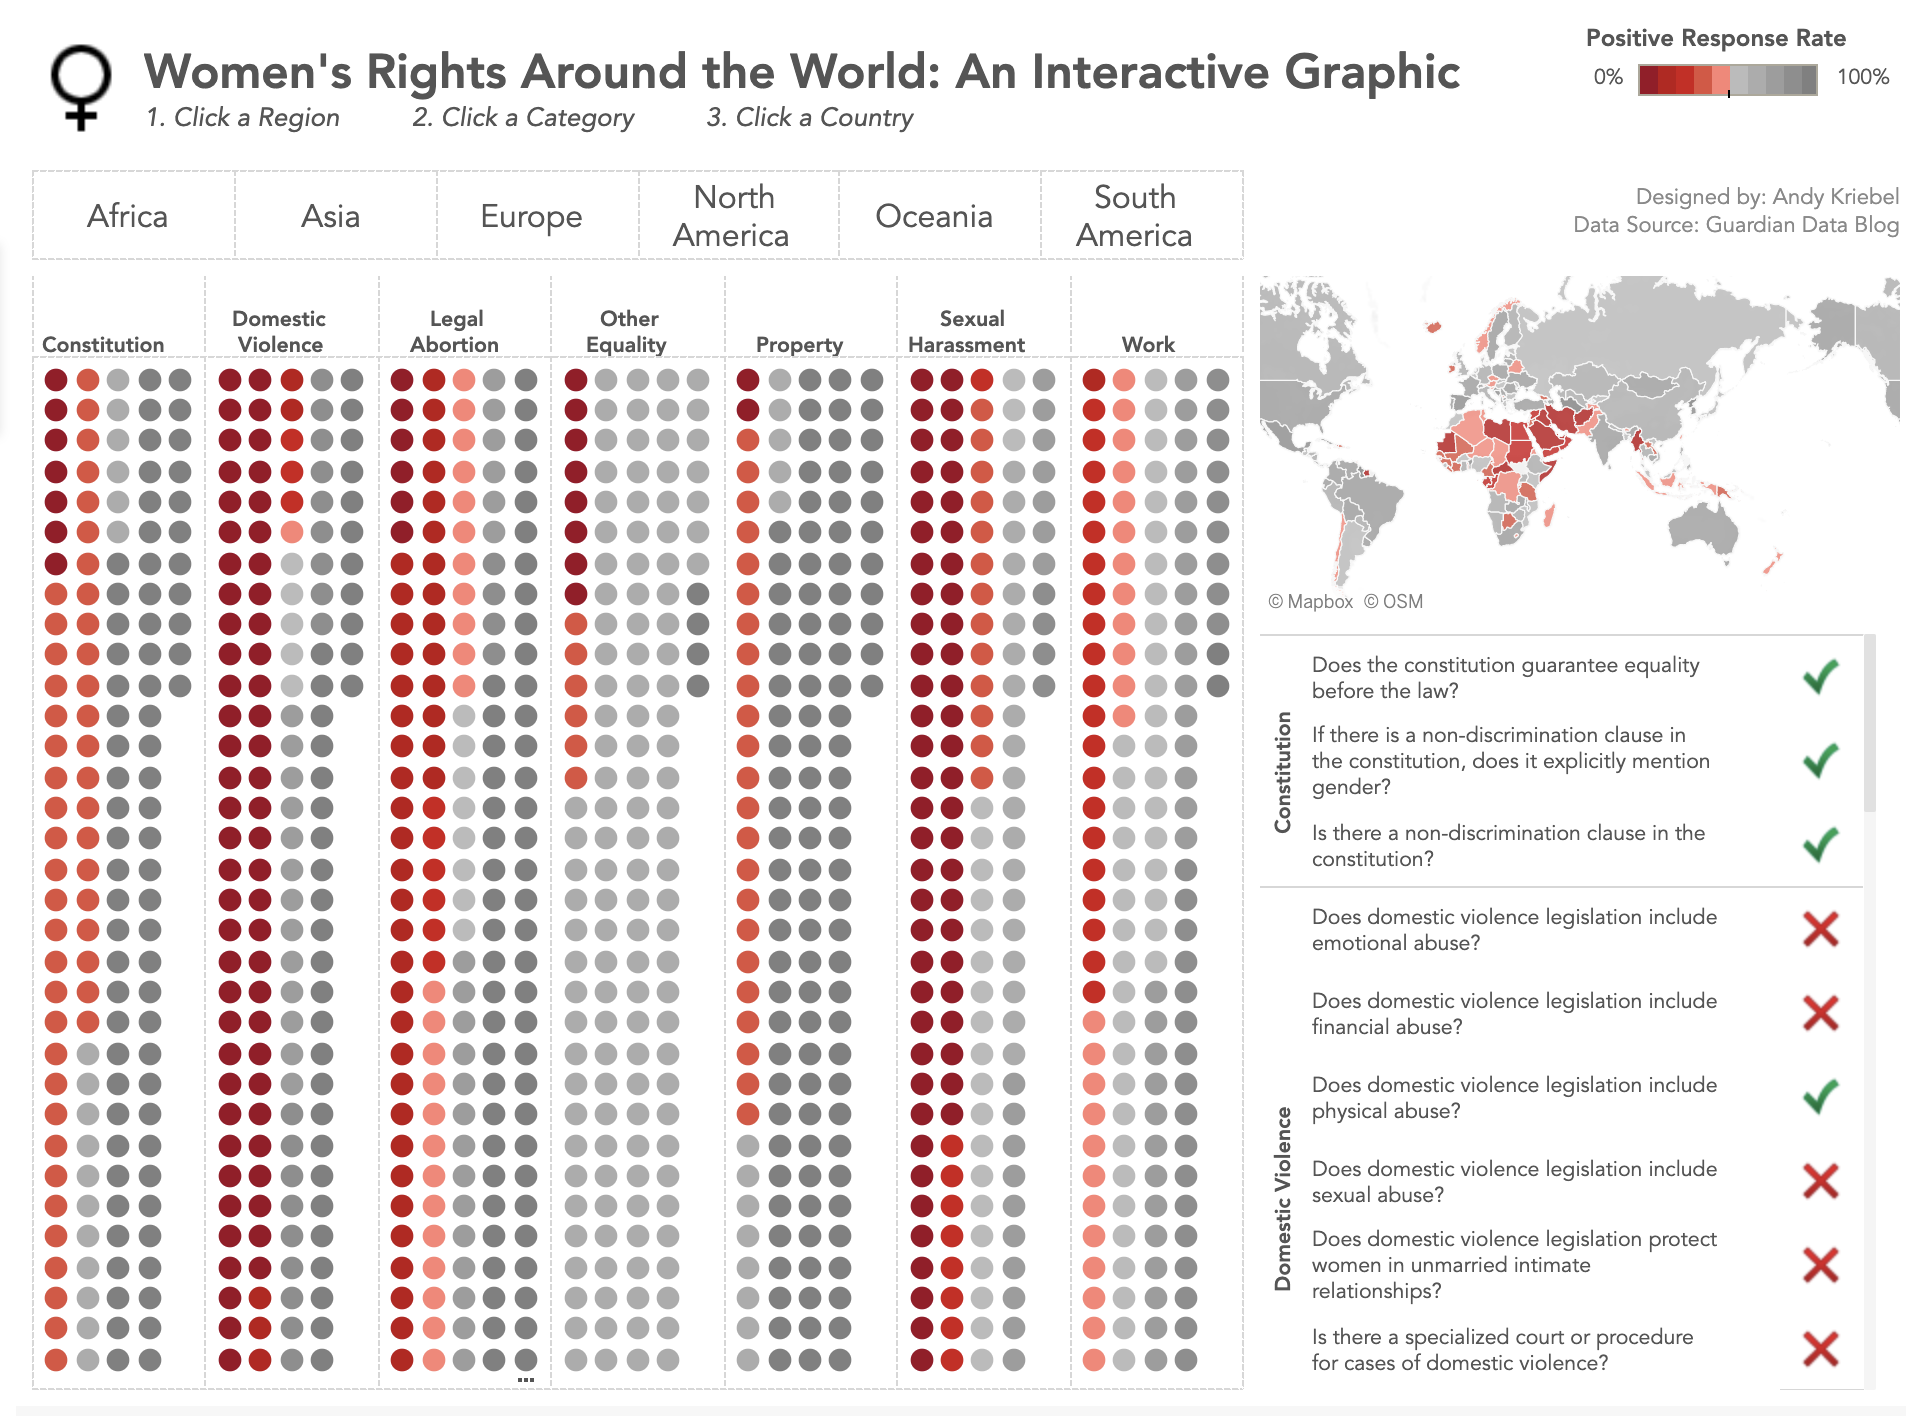 Women's Rights Around the World: An Interactive Graphic
1. Click a Region
2. Click a Category
3. Click a Country
Positive Response Rate
0%
100%
Africa
Asia
Europe
North
America
Oceania
South
America
Designed by: Andy Kriebel
Data Source: Guardian Data Blog
Constitution
Domestic
Violence
Legal
Abortion
Other
Equality
Property
Sexual
Harassment
Work
© Mapbox © OSM
Constitution
Does the constitution guarantee equality
before the law?
If there is a non-discrimination clause in
the constitution, does it explicitly mention
gender?
Is there a non-discrimination clause in the
constitution?
Domestic Violence
Does domestic violence legislation include
emotional abuse?
Does domestic violence legislation include
financial abuse?
Does domestic violence legislation include
physical abuse?
Does domestic violence legislation include
sexual abuse?
Does domestic violence legislation protect
women in unmarried intimate
relationships?
Is there a specialized court or procedure
for cases of domestic violence?
...